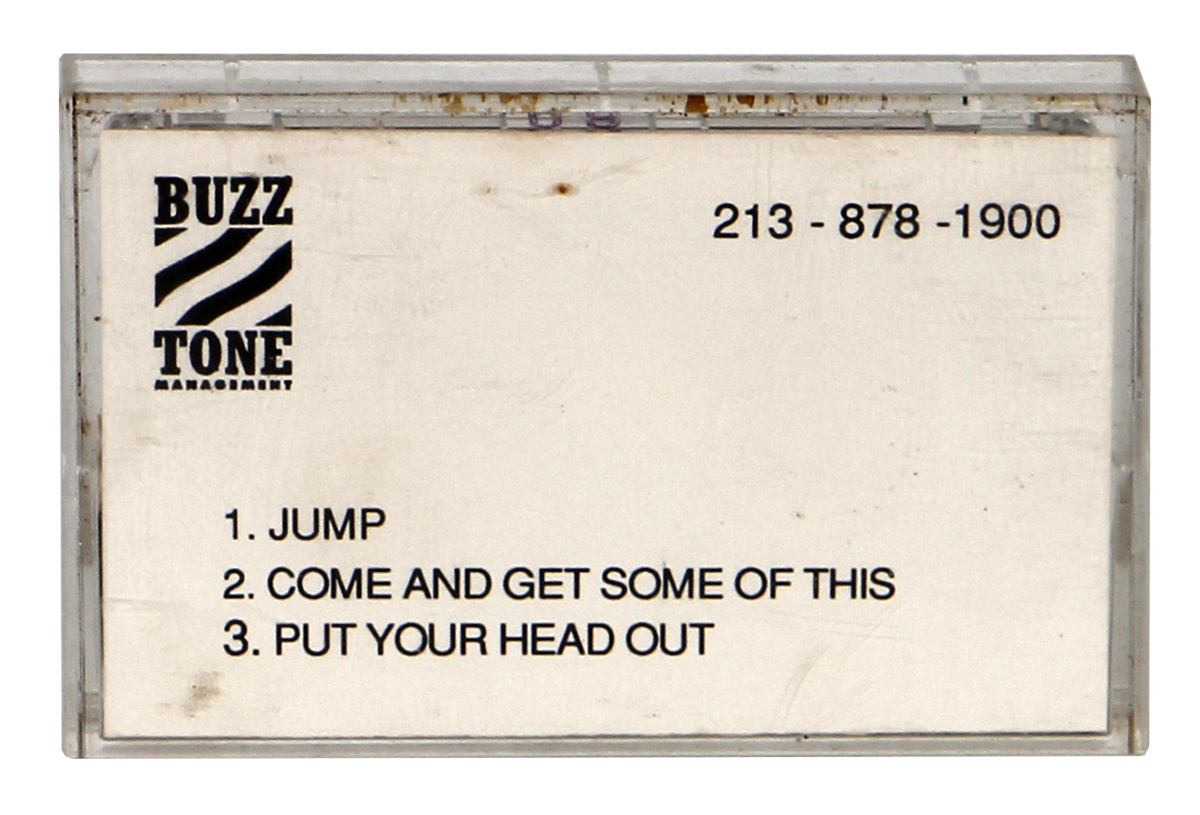 BUZZ
TONE
MANAGEMENT
213 - 878 -1900
1. JUMP
2. COME AND GET SOME OF THIS
3. PUT YOUR HEAD OUT